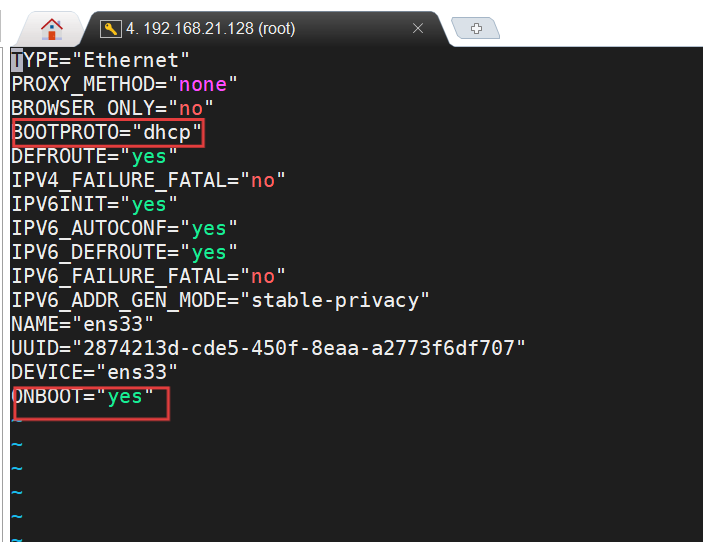 4. 192.168.21.128 (root)
TYPE="Ethernet"
PROXY_METHOD="none"
BROWSER_ONLY="no"
BOOTPROTO="dhcp"
DEFROUTE="yes"
IPV4_FAILURE_FATAL="no"
IPV6INIT="yes"
IPV6_AUTOCONF="yes"
IPV6_DEFROUTE="yes"
IPV6_FAILURE_FATAL="no"
IPV6_ADDR_GEN_MODE="stable-privacy"
NAME="ens33"
UUID="2874213d-cde5-450f-8eaa-a2773f6df707"
DEVICE="ens33"
ONBOOT="yes"
~
~
~
~
~
~